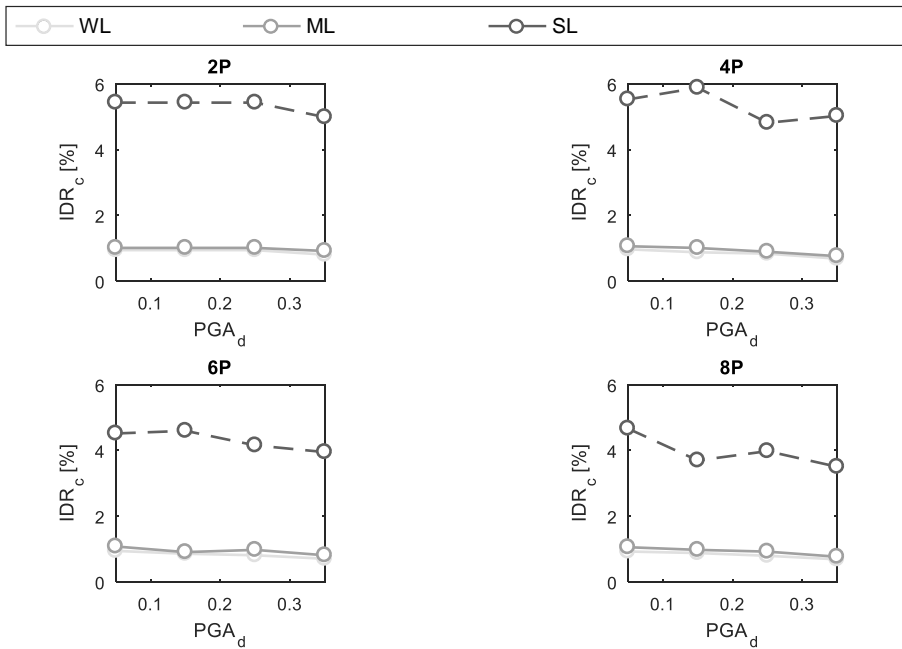 WL ML SL
2P
6
4
2
0
IDR_c [%]
0.1 0.2 0.3
PGA_d
4P
6
4
2
0
IDR_c [%]
0.1 0.2 0.3
PGA_d
6P
6
4
2
0
IDR_c [%]
0.1 0.2 0.3
PGA_d
8P
6
4
2
0
IDR_c [%]
0.1 0.2 0.3
PGA_d